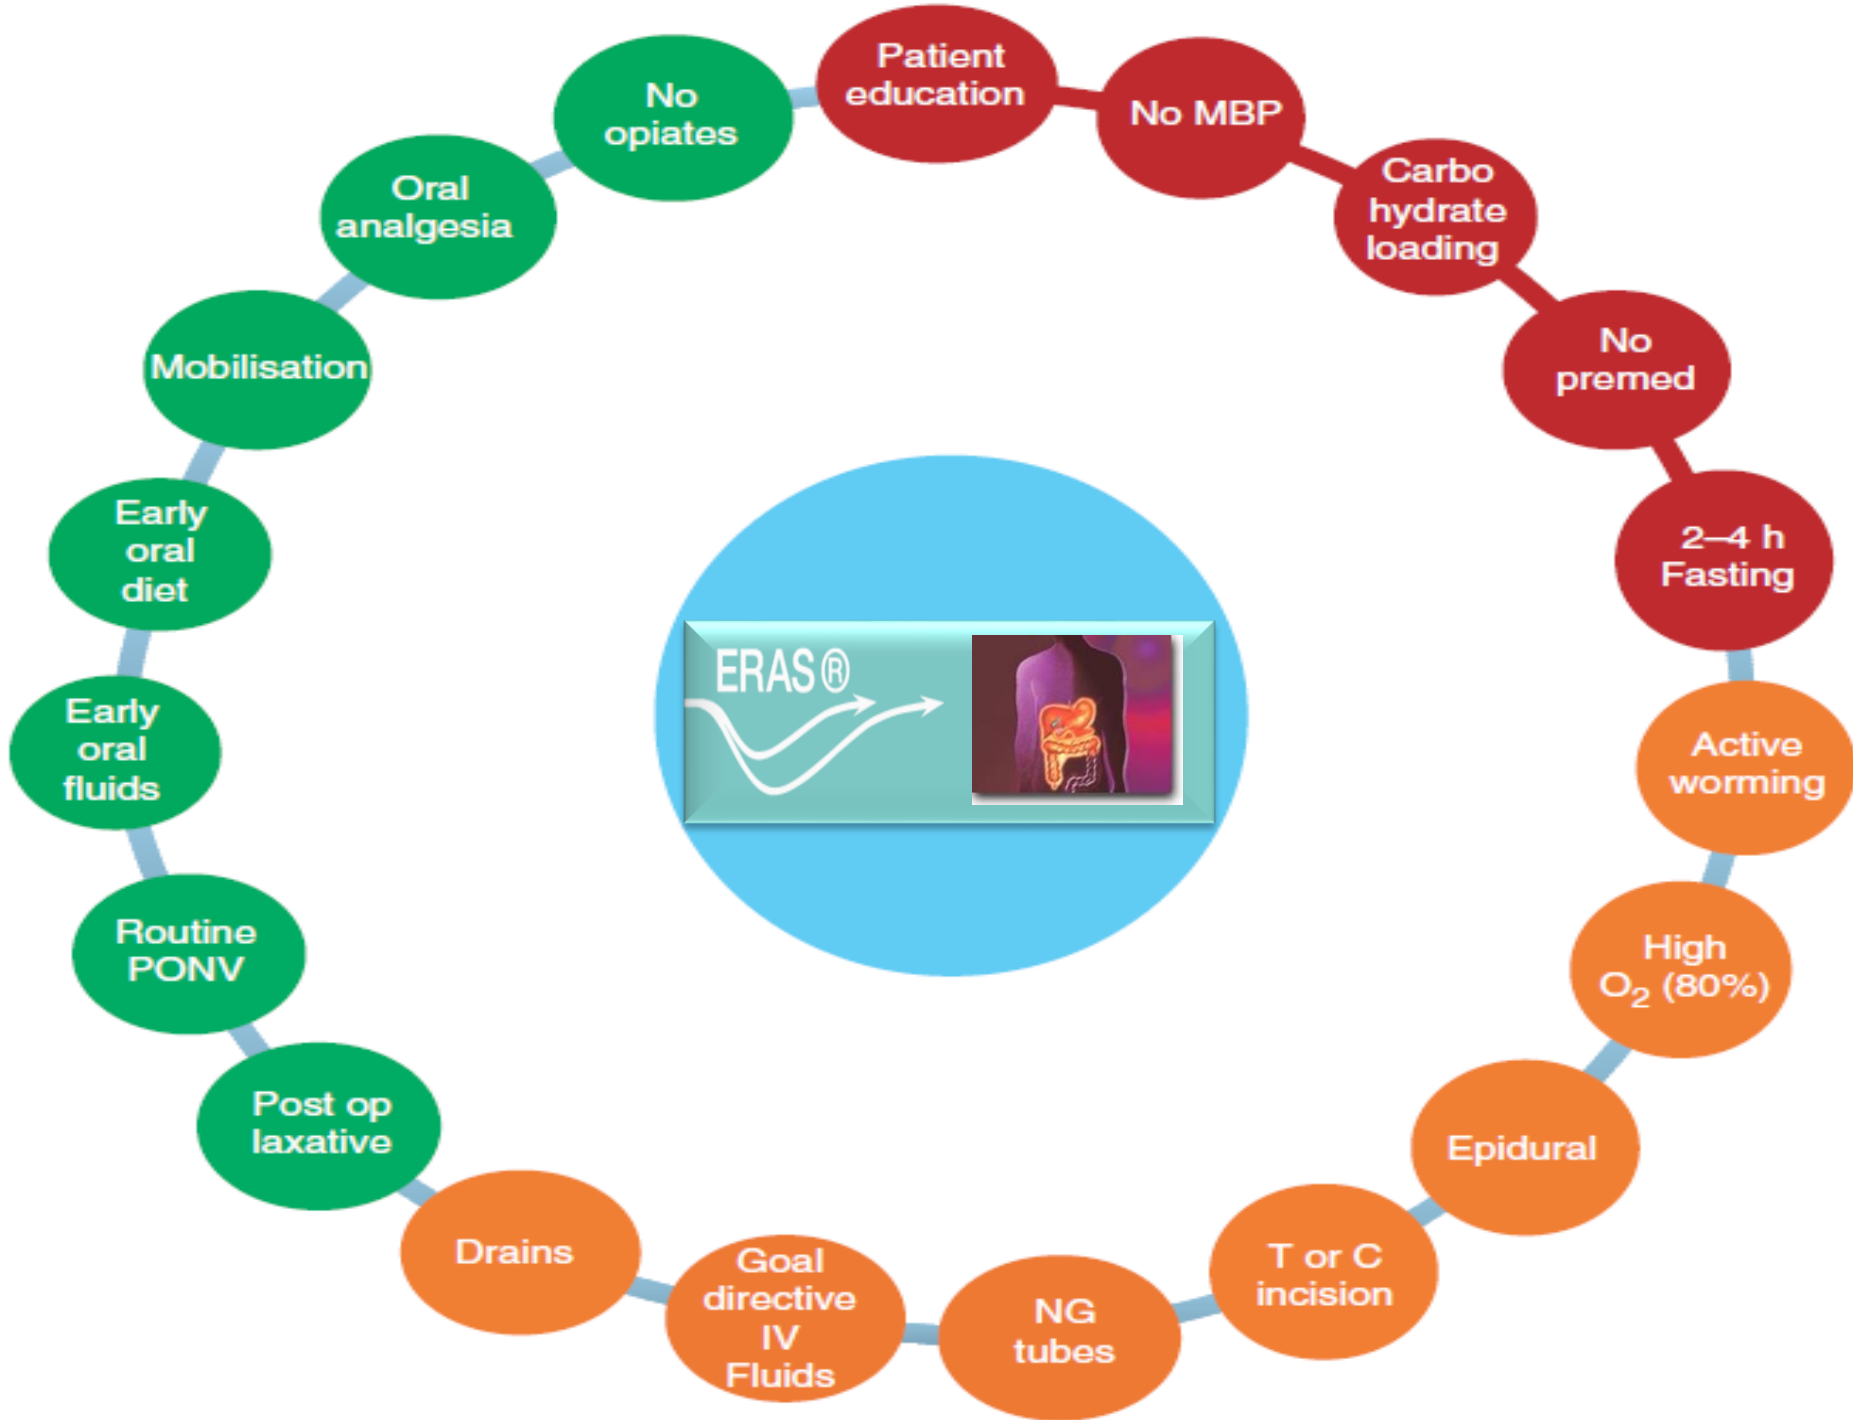 Patient
education
No MBP
Carbo
hydrate
loading
No
premed
2–4 h
Fasting
Active
worming
High
O₂ (80%)
Epidural
T or C
incision
NG
tubes
Goal
directive
IV
Fluids
Drains
Post op
laxative
Routine
PONV
Early
oral
fluids
Early
oral
diet
Mobilisation
Oral
analgesia
No
opiates
ERAS®